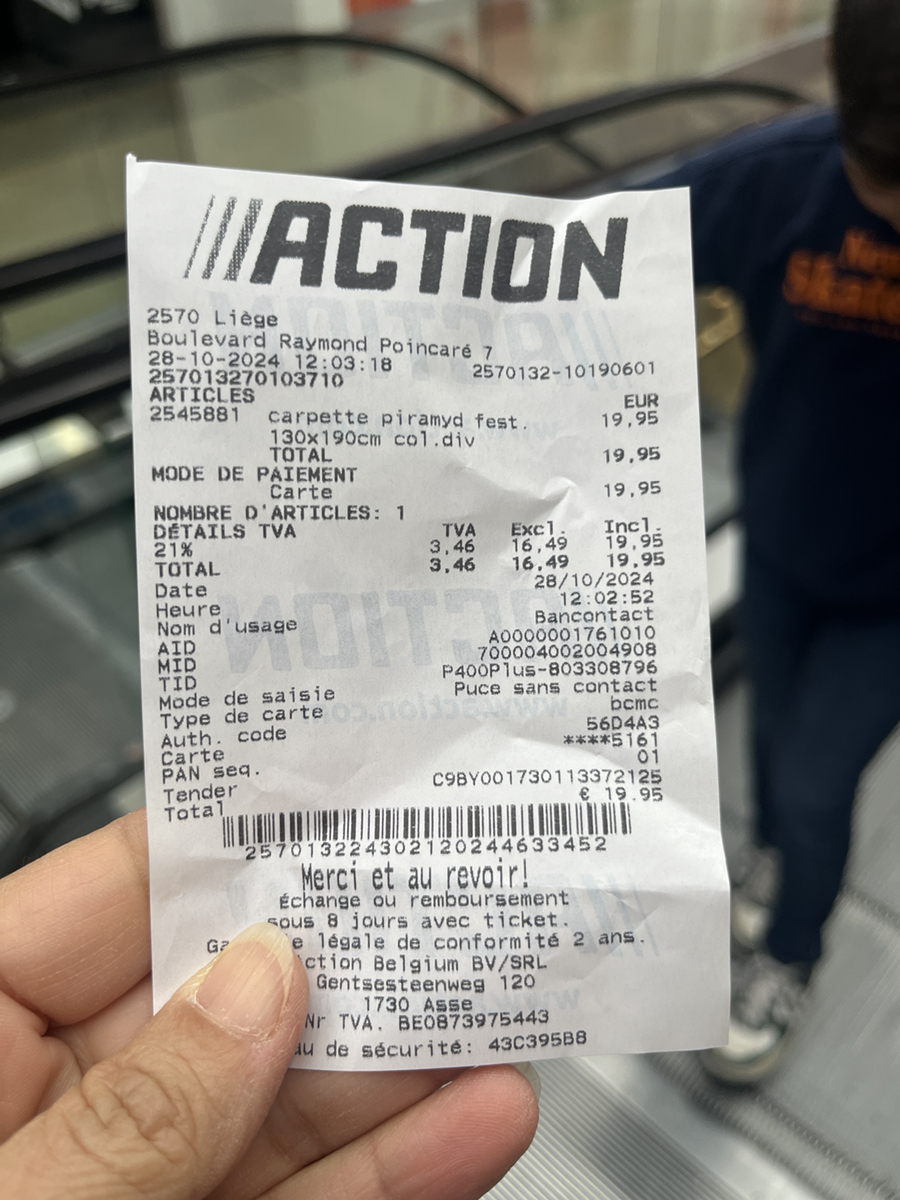 ///ACTION
2570 Liège
Boulevard Raymond Poincaré 7
28-10-2024 12:03:18 2570132-10190601
257013270103710
ARTICLES EUR
2545881 carpette piramyd fest. 19,95
130x190cm col.div
TOTAL 19,95
MODE DE PAIEMENT
Carte 19,95
NOMBRE D'ARTICLES: 1
DÉTAILS TVA TVA Excl. Incl.
21% 3,46 16,49 19,95
TOTAL 3,46 16,49 19,95
Date 28/10/2024
Heure 12:02:52
Nom d'usage Bancontact
AID A0000001761010
MID 700004002004908
TID P400Plus-803308796
Mode de saisie Puce sans contact
Type de carte bcmc
Auth. code 56D4A3
Carte ****5161
PAN seq. 01
Tender C9BY001730113372125
Total € 19.95
257013224302120244633452
Merci et au revoir!
Échange ou remboursement
sous 8 jours avec ticket.
légale de conformité 2 ans.
Belgium BV/SRL
Gentsesteenweg 120
1730 Asse
Nr TVA. BE0873975443
de sécurité: 43C395B8